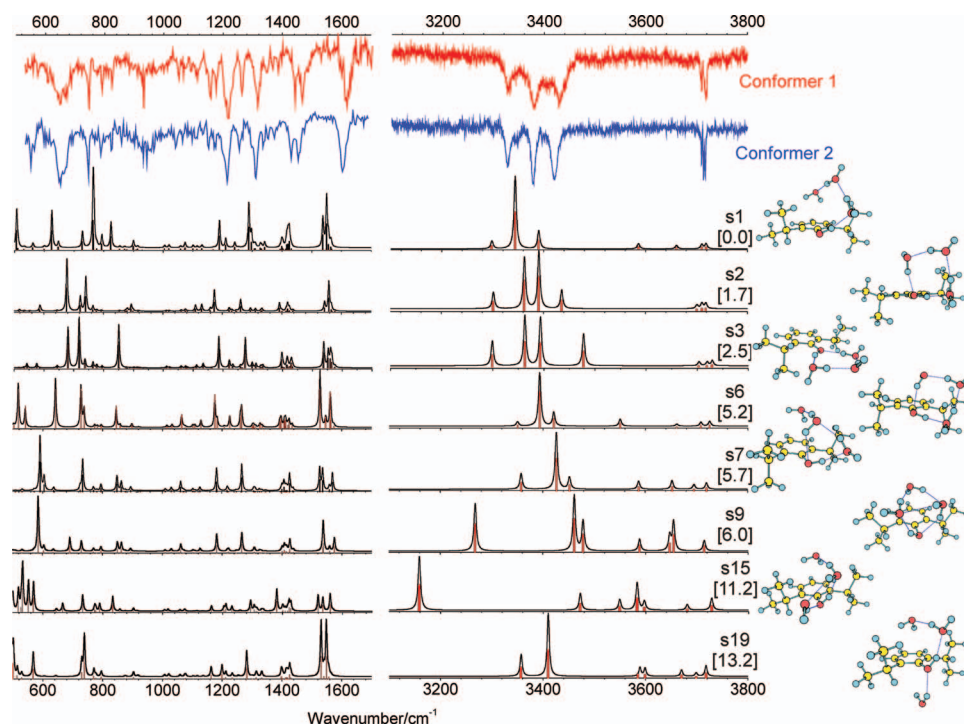 600 800 1000 1200 1400 1600 3200 3400 3600 3800
Conformer 1
Conformer 2
s1
[0.0]
s2
[1.7]
s3
[2.5]
s6
[5.2]
s7
[5.7]
s9
[6.0]
s15
[11.2]
s19
[13.2]
600 800 1000 1200 1400 1600 3200 3400 3600 3800
Wavenumber/cm⁻¹